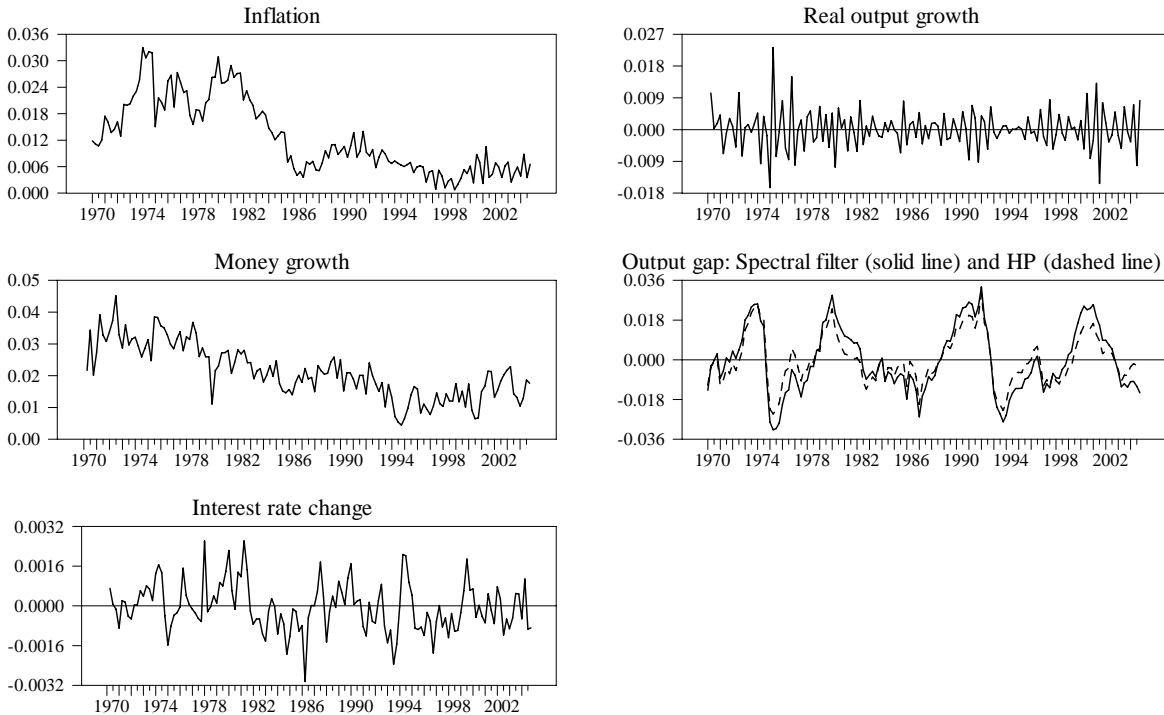 Inflation
0.036
0.030
0.024
0.018
0.012
0.006
0.000
1970 1974 1978 1982 1986 1990 1994 1998 2002
Real output growth
0.027
0.018
0.009
0.000
-0.009
-0.018
1970 1974 1978 1982 1986 1990 1994 1998 2002
Money growth
0.05
0.04
0.03
0.02
0.01
0.00
1970 1974 1978 1982 1986 1990 1994 1998 2002
Output gap: Spectral filter (solid line) and HP (dashed line)
0.036
0.018
0.000
-0.018
-0.036
1970 1974 1978 1982 1986 1990 1994 1998 2002
Interest rate change
0.0032
0.0016
0.0000
-0.0016
-0.0032
1970 1974 1978 1982 1986 1990 1994 1998 2002